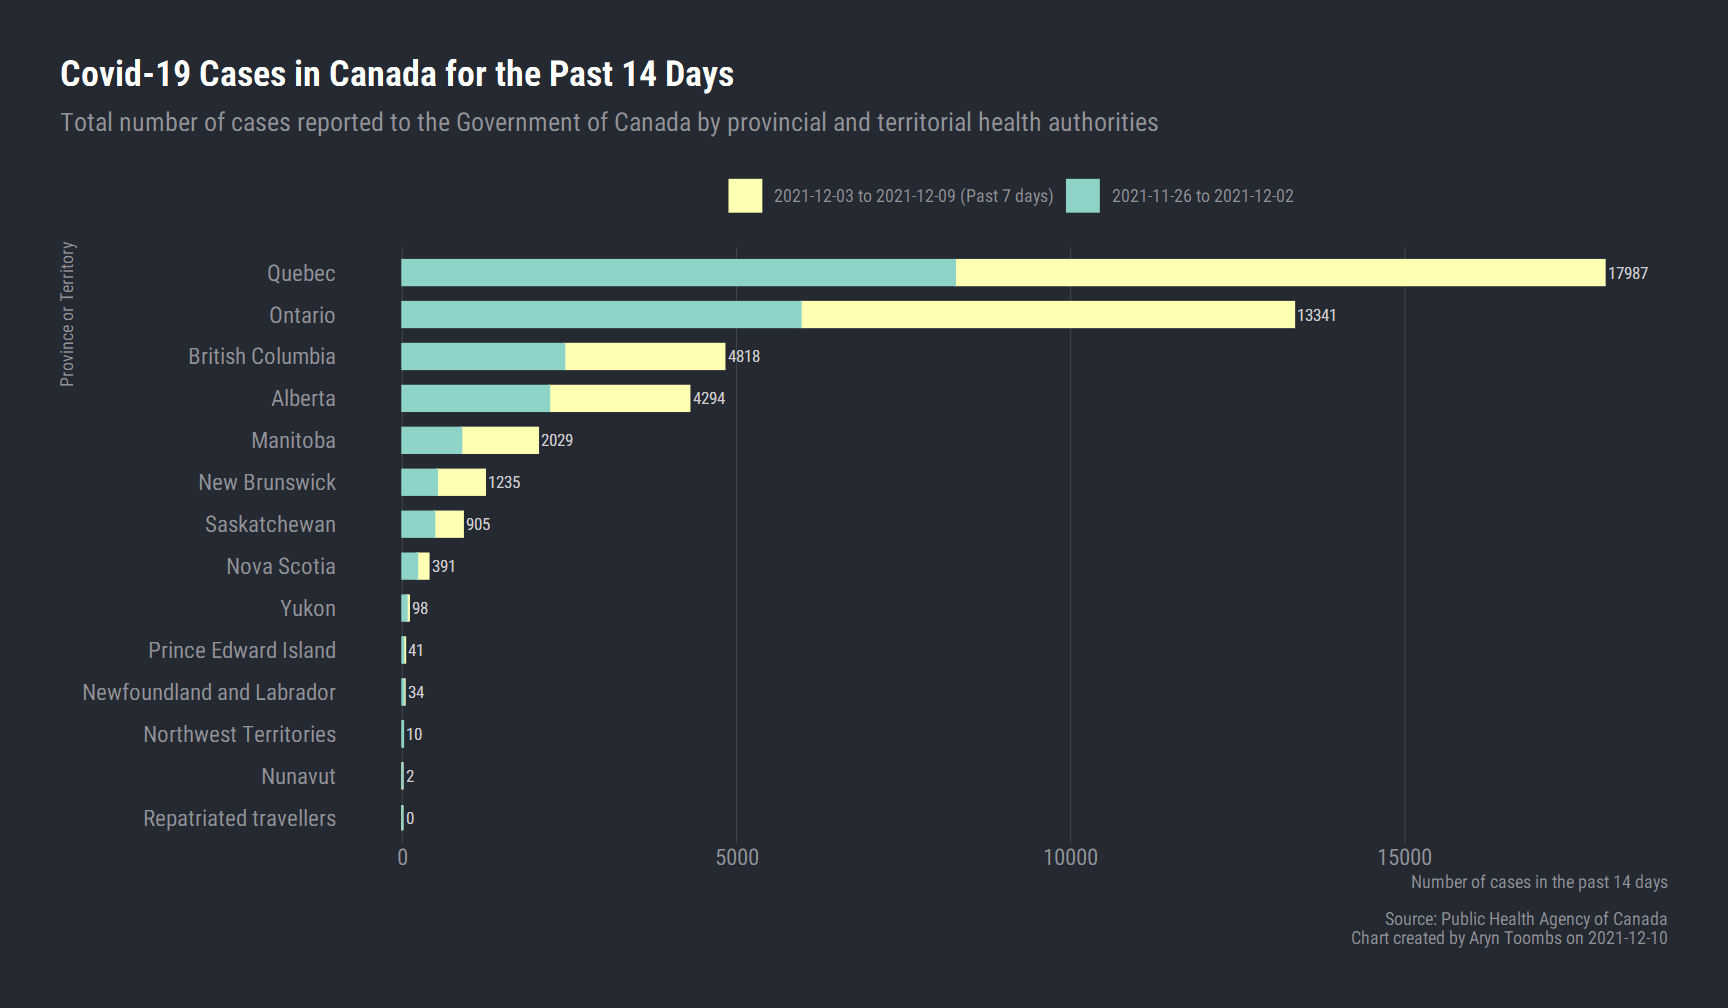 Covid-19 Cases in Canada for the Past 14 Days
Total number of cases reported to the Government of Canada by provincial and territorial health authorities
2021-12-03 to 2021-12-09 (Past 7 days) 2021-11-26 to 2021-12-02
Province or Territory
Quebec 17987
Ontario 13341
British Columbia 4818
Alberta 4294
Manitoba 2029
New Brunswick 1235
Saskatchewan 905
Nova Scotia 391
Yukon 98
Prince Edward Island 41
Newfoundland and Labrador 34
Northwest Territories 10
Nunavut 2
Repatriated travellers 0
0 5000 10000 15000
Number of cases in the past 14 days
Source: Public Health Agency of Canada
Chart created by Aryn Toombs on 2021-12-10